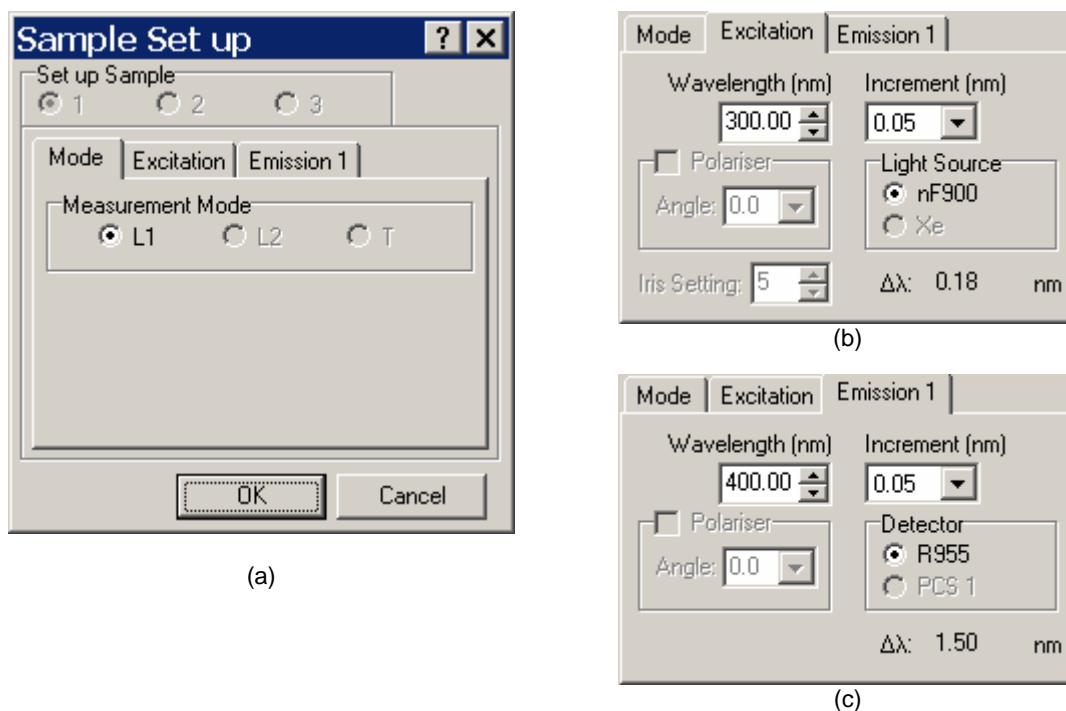 Sample Set up
Set up Sample
1 2 3
Mode Excitation Emission 1
Measurement Mode
L1 L2 T
OK Cancel
(a)
Mode Excitation Emission 1
Wavelength (nm) Increment (nm)
300.00 0.05
Polariser Light Source
nF900
Angle: 0.0
Xe
Iris Setting: 5 Δλ: 0.18 nm
(b)
Mode Excitation Emission 1
Wavelength (nm) Increment (nm)
400.00 0.05
Polariser Detector
R955
Angle: 0.0
PCS 1
Δλ: 1.50 nm
(c)